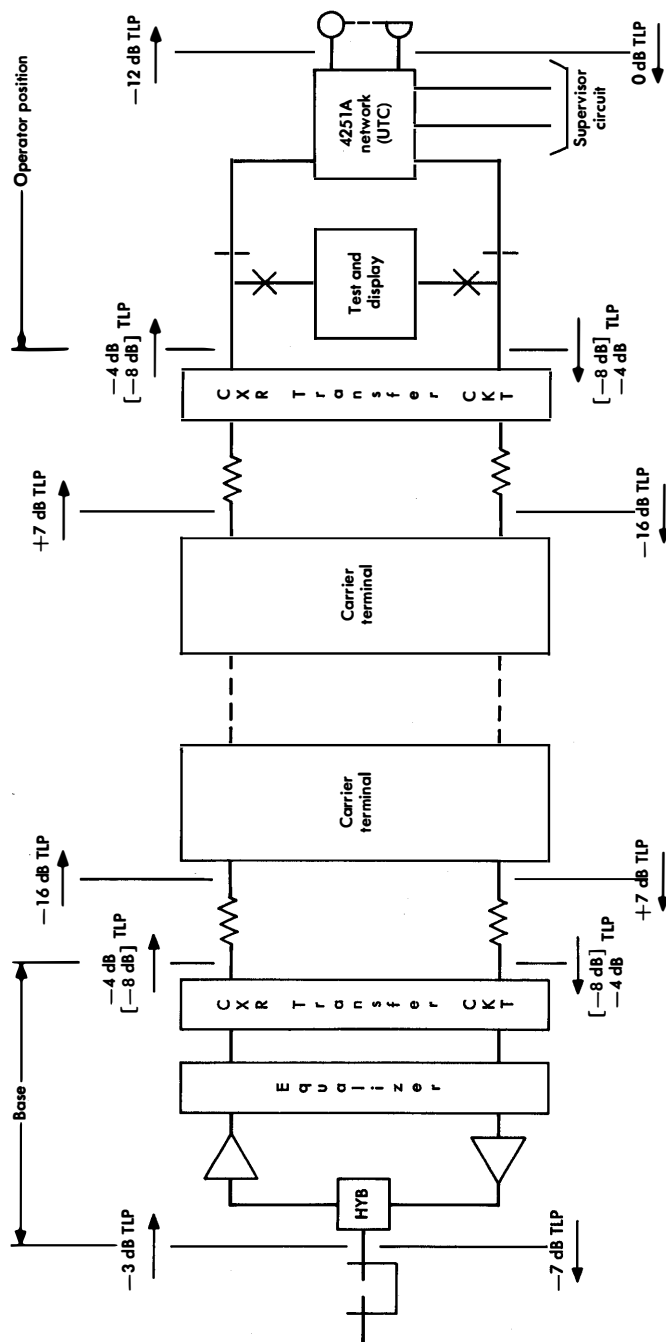 Base
Operator position
−3 dB TLP
−4 dB
[−8 dB] TLP
−16 dB TLP
+7 dB TLP
−4 dB
[−8 dB] TLP
−12 dB TLP
HYB
Equalizer
CXR Transfer CKT
Carrier
terminal
Carrier
terminal
CXR Transfer CKT
Test and
display
4251A
network
(UTC)
−7 dB TLP
[−8 dB] TLP
−4 dB
+7 dB TLP
−16 dB TLP
[−8 dB] TLP
−4 dB
0 dB TLP
Supervisor
circuit